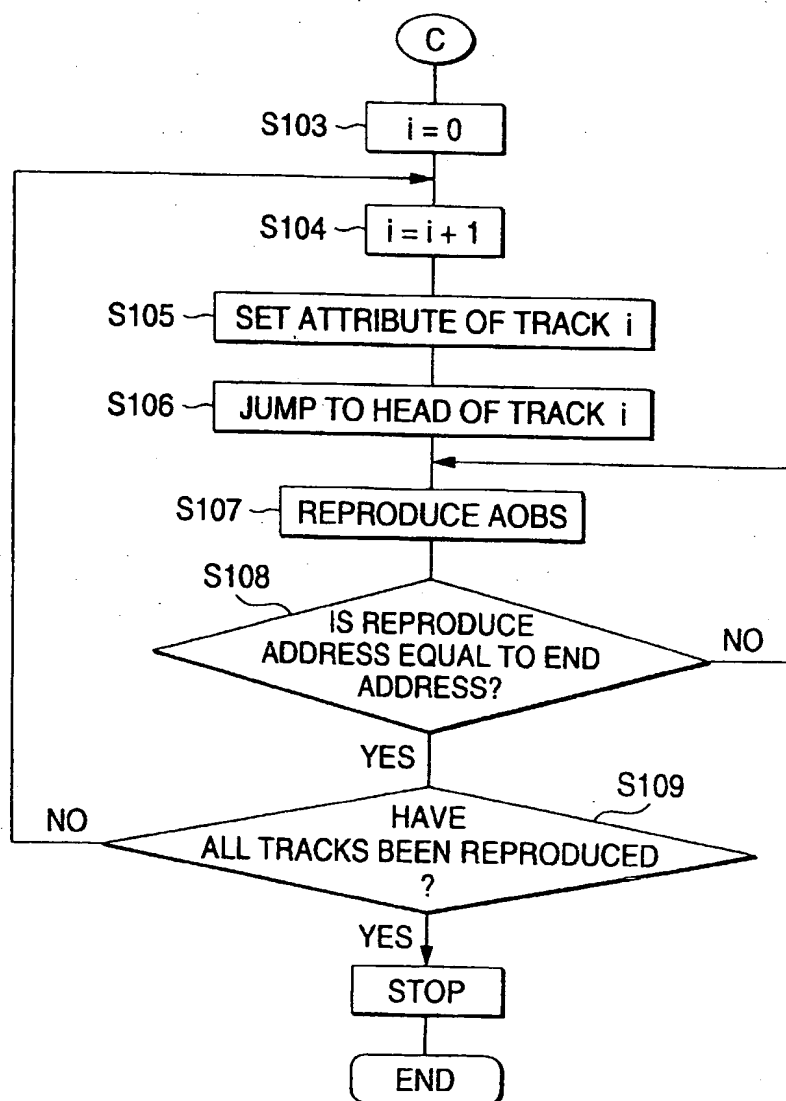 C
S103
i = 0
S104
i = i + 1
S105
SET ATTRIBUTE OF TRACK i
S106
JUMP TO HEAD OF TRACK i
S107
REPRODUCE AOBS
S108
IS REPRODUCE
ADDRESS EQUAL TO END
ADDRESS?
NO
YES
S109
HAVE
ALL TRACKS BEEN REPRODUCED
?
NO
YES
STOP
END